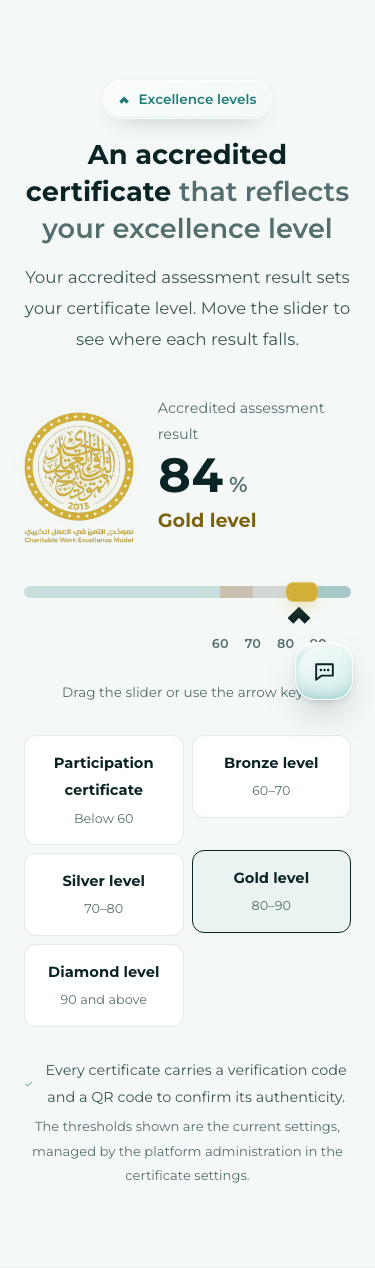 Excellence levels
An accredited
certificate that reflects
your excellence level
Your accredited assessment result sets
your certificate level. Move the slider to
see where each result falls.
Accredited assessment
result
84 %
Gold level
2013
نموذج التميز في العمل الخيري
Charitable Work Excellence Model
60 70 80
Drag the slider or use the arrow key
Participation
certificate
Below 60
Bronze level
60–70
Silver level
70–80
Gold level
80–90
Diamond level
90 and above
Every certificate carries a verification code
and a QR code to confirm its authenticity.
The thresholds shown are the current settings,
managed by the platform administration in the
certificate settings.